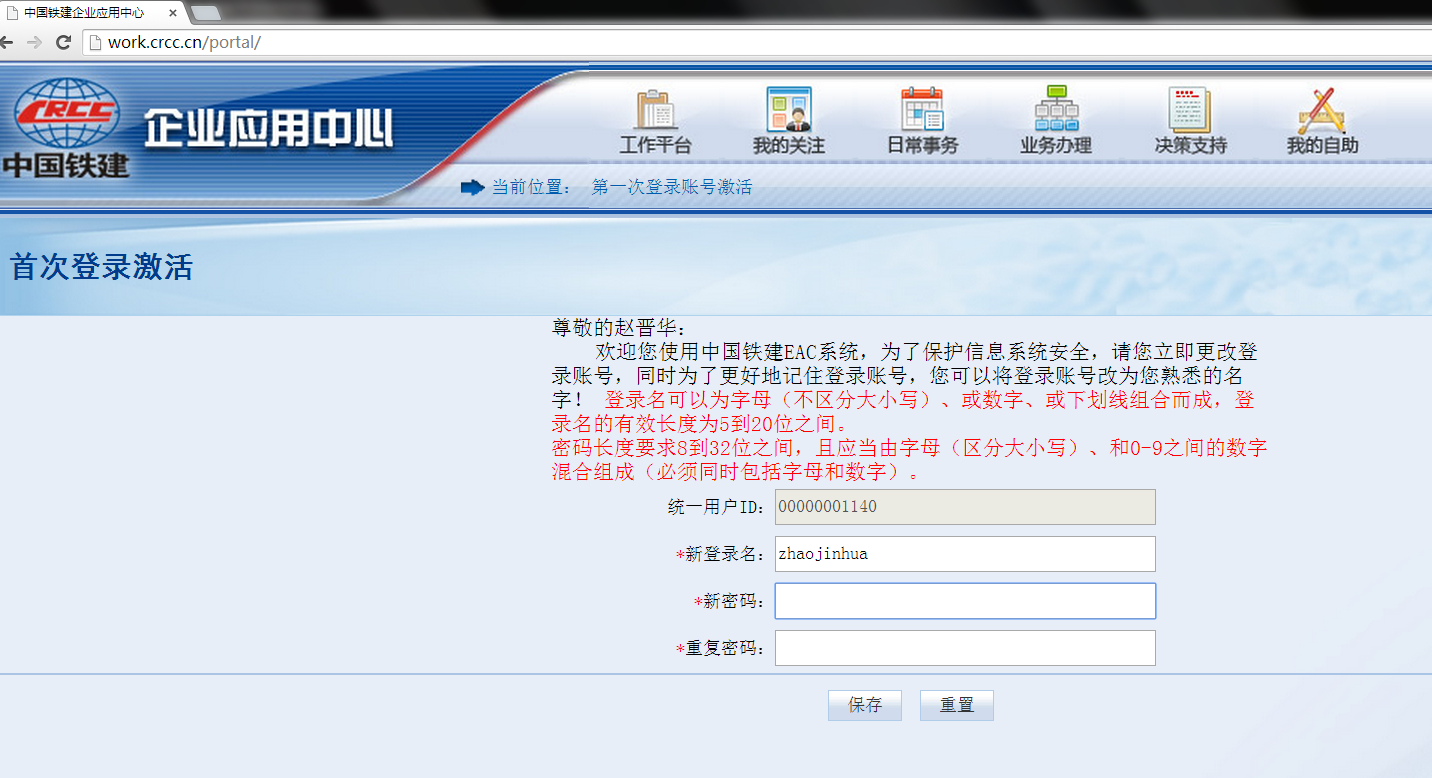 中国铁建企业应用中心
work.crcc.cn/portal/
CRCC
中国铁建
企业应用中心
工作平台
我的关注
日常事务
业务办理
决策支持
我的自助
当前位置： 第一次登录账号激活
首次登录激活
尊敬的赵晋华：
欢迎您使用中国铁建EAC系统，为了保护信息系统安全，请您立即更改登
录账号，同时为了更好地记住登录账号，您可以将登录账号改为您熟悉的名
字！ 登录名可以为字母（不区分大小写）、或数字、或下划线组合而成，登
录名的有效长度为5到20位之间。
密码长度要求8到32位之间，且应当由字母（区分大小写）、和0-9之间的数字
混合组成（必须同时包括字母和数字）。
统一用户ID： 00000001140
*新登录名： zhaojinhua
*新密码：
*重复密码：
保存 重置